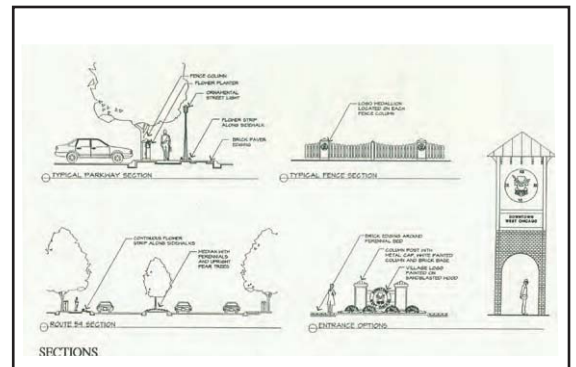 FENCE COLUMN
FLOWER PLANTER
ORNAMENTAL
STREET LIGHT
FLOWER STRIP
ALONG SIDEWALK
BRICK PAVER
EDGING
TYPICAL PARKWAY SECTION
LOGO MEDALLION
LOCATED ON EACH
FENCE COLUMN
TYPICAL FENCE SECTION
CONTINUOUS FLOWER
STRIP ALONG SIDEWALKS
MEDIAN WITH
PERENNIALS
AND UPRIGHT
PEAR TREES
ROUTE 59 SECTION
BRICK EDGING AROUND
PERENNIAL BED
COLUMN POST WITH
METAL CAP, WHITE PAINTED
COLUMN AND BRICK BASE
VILLAGE LOGO
PAINTED ON
SANDBLASTED WOOD
ENTRANCE OPTIONS
DOWNTOWN
WEST CHICAGO
SECTIONS